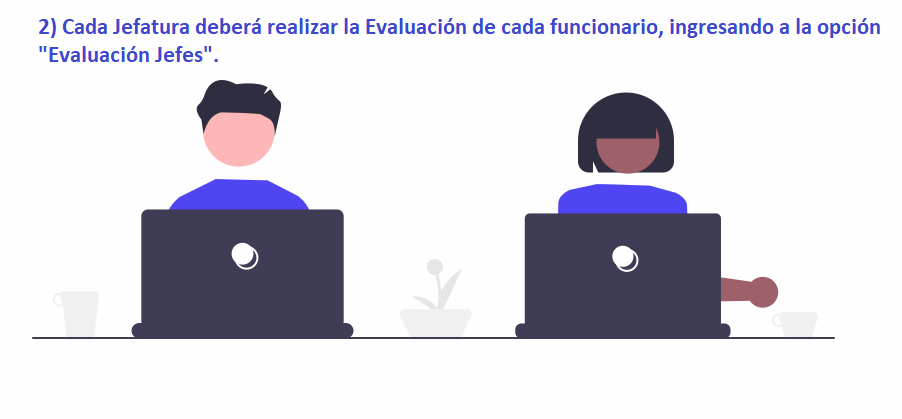 2) Cada Jefatura deberá realizar la Evaluación de cada funcionario, ingresando a la opción
"Evaluación Jefes".